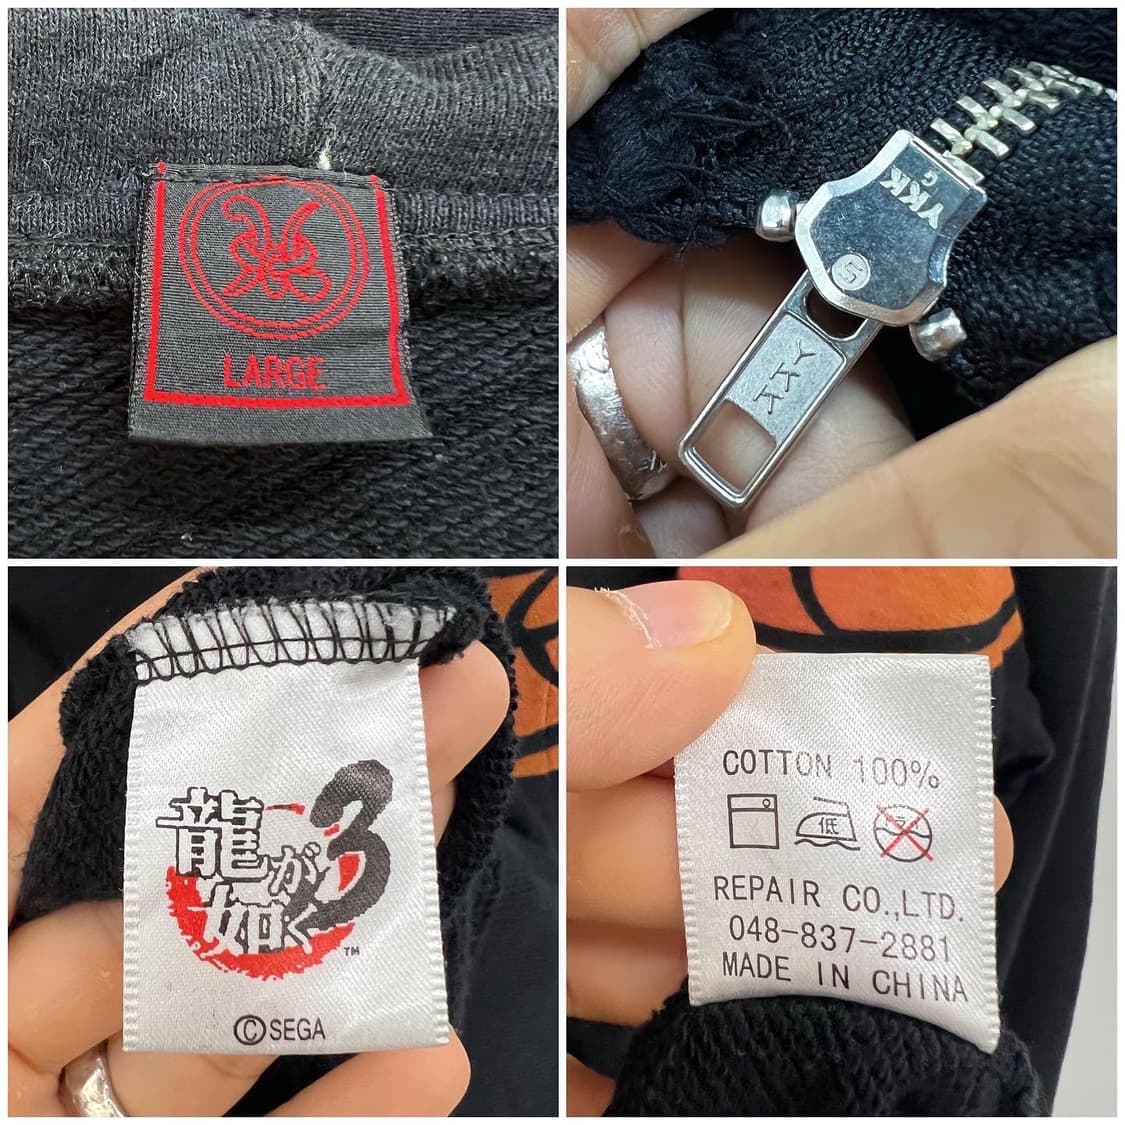 LARGE
YKK
G
5
YKK
龍が
如く
3
™
©SEGA
COTTON 100%
低
REPAIR CO.,LTD.
048-837-2881
MADE IN CHINA